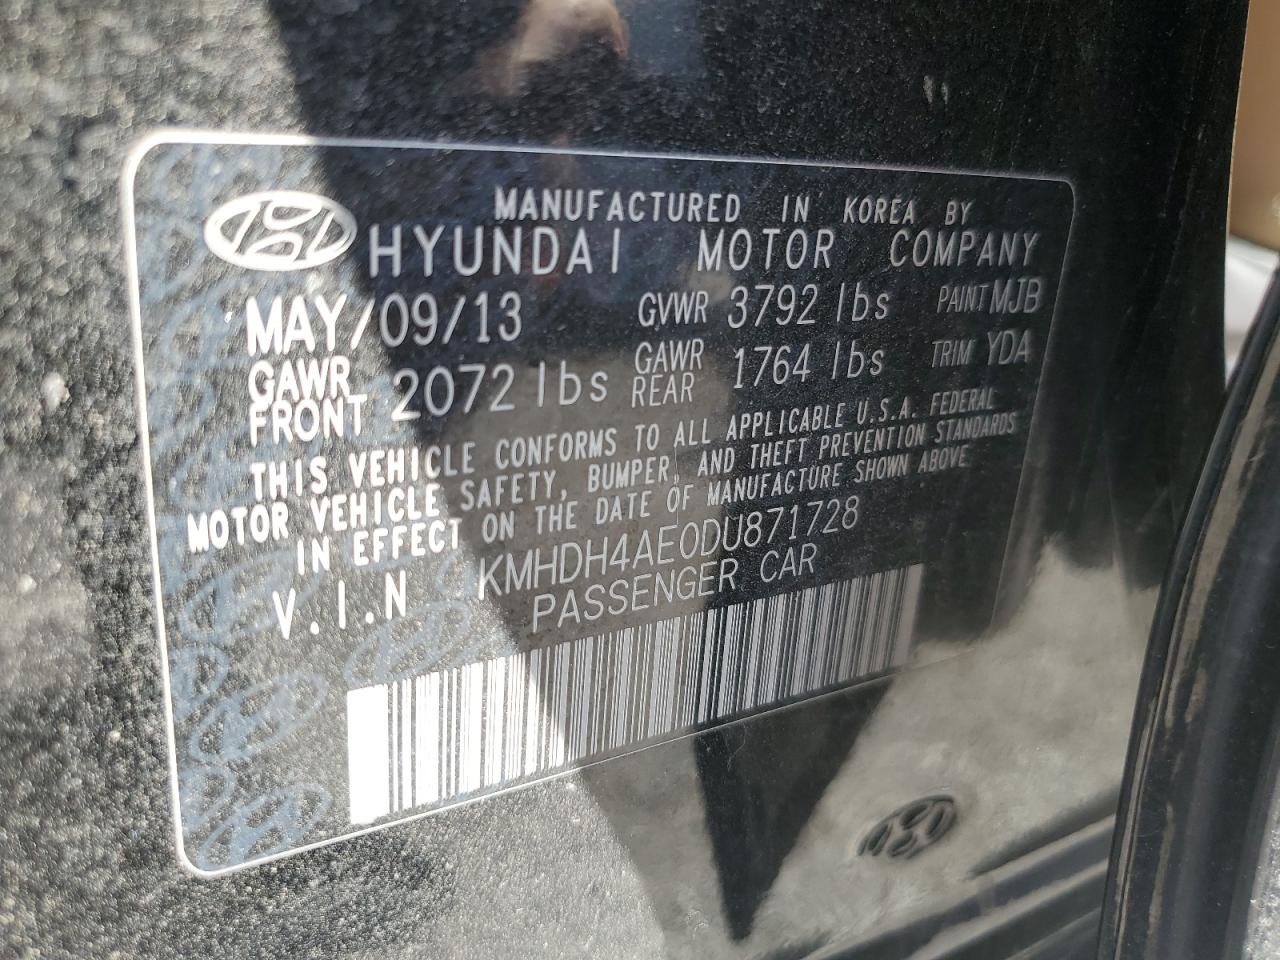 MANUFACTURED IN KOREA BY
HYUNDAI MOTOR COMPANY
MAY/09/13 GVWR 3792 lbs PAINT MJB
GAWR FRONT 2072 lbs GAWR REAR 1764 lbs TRIM YDA
THIS VEHICLE CONFORMS TO ALL APPLICABLE U.S.A. FEDERAL
MOTOR VEHICLE SAFETY, BUMPER, AND THEFT PREVENTION STANDARDS
IN EFFECT ON THE DATE OF MANUFACTURE SHOWN ABOVE
V.I.N KMHDH4AE0DU871728
PASSENGER CAR